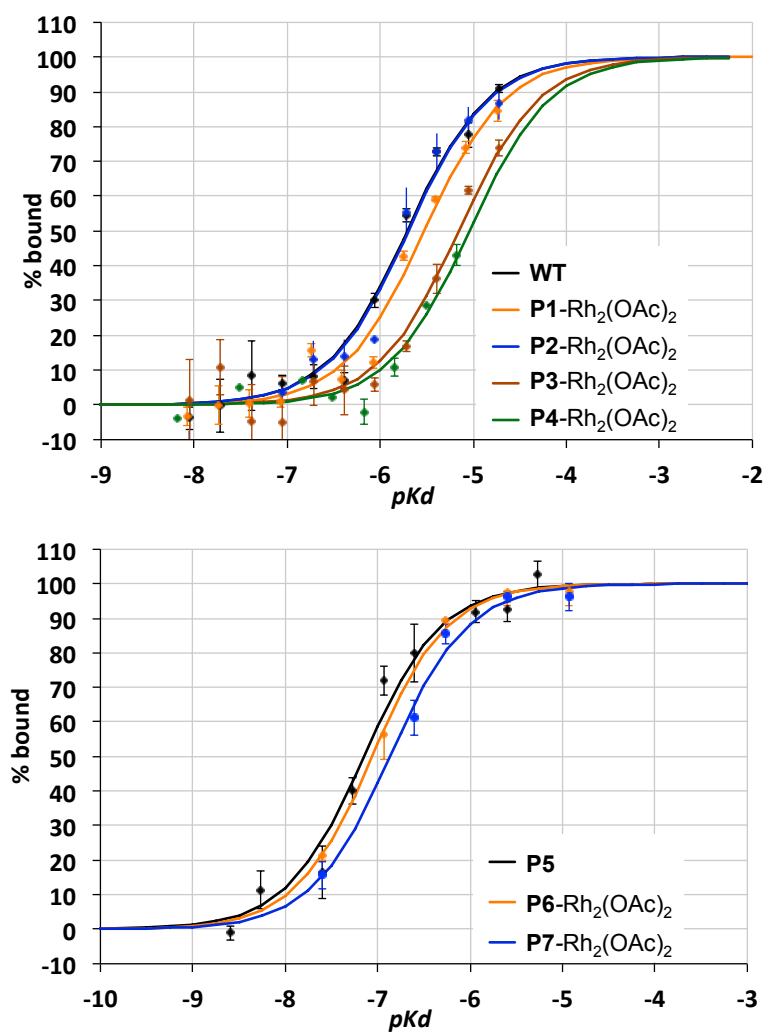 110
100
90
80
70
60
50
40
30
20
10
0
-10
% bound
WT
P1-Rh₂(OAc)₂
P2-Rh₂(OAc)₂
P3-Rh₂(OAc)₂
P4-Rh₂(OAc)₂
-9 -8 -7 -6 -5 -4 -3 -2
pKd
110
100
90
80
70
60
50
40
30
20
10
0
-10
% bound
P5
P6-Rh₂(OAc)₂
P7-Rh₂(OAc)₂
-10 -9 -8 -7 -6 -5 -4 -3
pKd